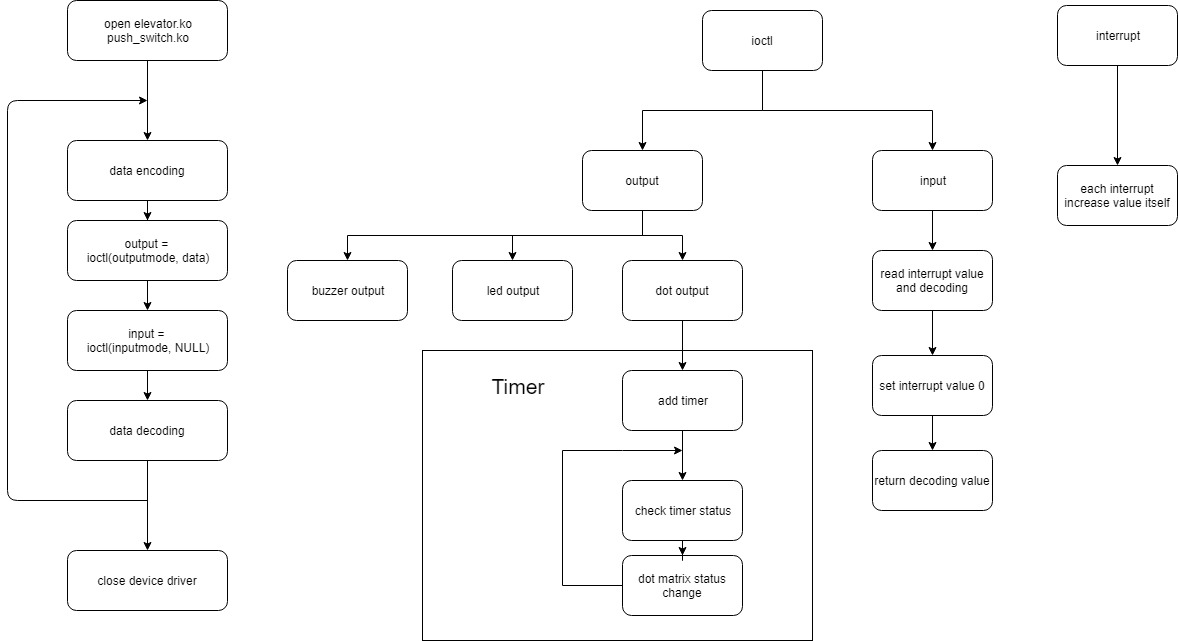 open elevator.ko
push_switch.ko
data encoding
output =
ioctl(outputmode, data)
input =
ioctl(inputmode, NULL)
data decoding
close device driver
ioctl
output
input
buzzer output
led output
dot output
Timer
add timer
check timer status
dot matrix status
change
read interrupt value
and decoding
set interrupt value 0
return decoding value
interrupt
each interrupt
increase value itself